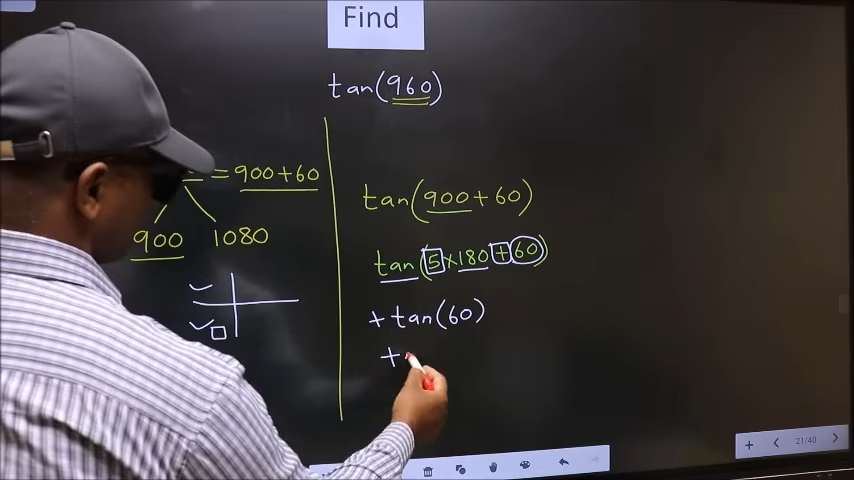 Find
tan(960)
= 900+60
900 1080
tan(900+60)
tan(5×180+60)
+ tan(60)
+
21/40